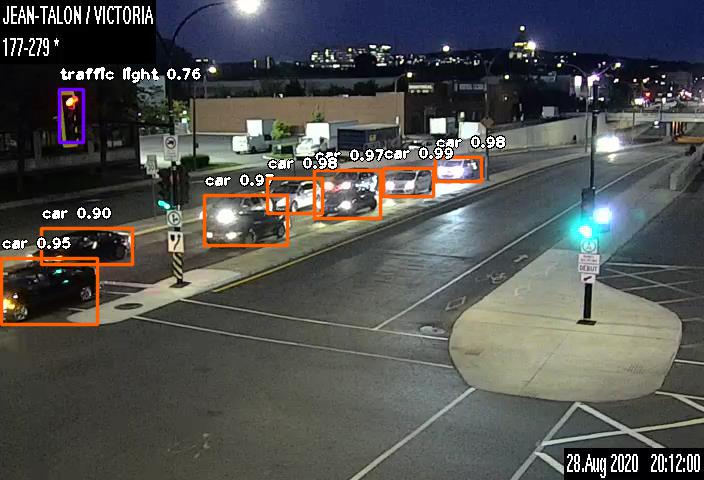 JEAN-TALON / VICTORIA
177-279 *
traffic light 0.76
car 0.98
car 0.99
car 0.97
car 0.98
car 0.97
car 0.90
car 0.95
DÉBUT
28.Aug 2020 20:12:00